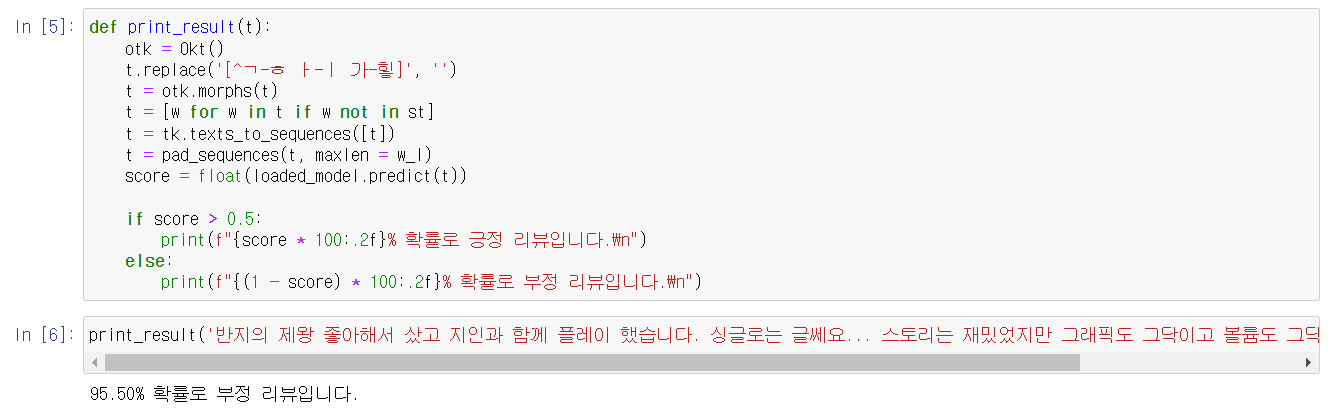 In [5]: def print_result(t):
otk = Okt()
t.replace('[^ㄱ-ㅎ ㅏ-ㅣ 가-힣]', '')
t = otk.morphs(t)
t = [w for w in t if w not in st]
t = tk.texts_to_sequences([t])
t = pad_sequences(t, maxlen = w_l)
score = float(loaded_model.predict(t))
if score > 0.5:
print(f"{score * 100:.2f}% 확률로 긍정 리뷰입니다.₩n")
else:
print(f"{(1 - score) * 100:.2f}% 확률로 부정 리뷰입니다.₩n")
In [6]: print_result('반지의 제왕 좋아해서 샀고 지인과 함께 플레이 했습니다. 싱글로는 글쎄요... 스토리는 재밌었지만 그래픽도 그닥이고 볼륨도 그닥
95.50% 확률로 부정 리뷰입니다.